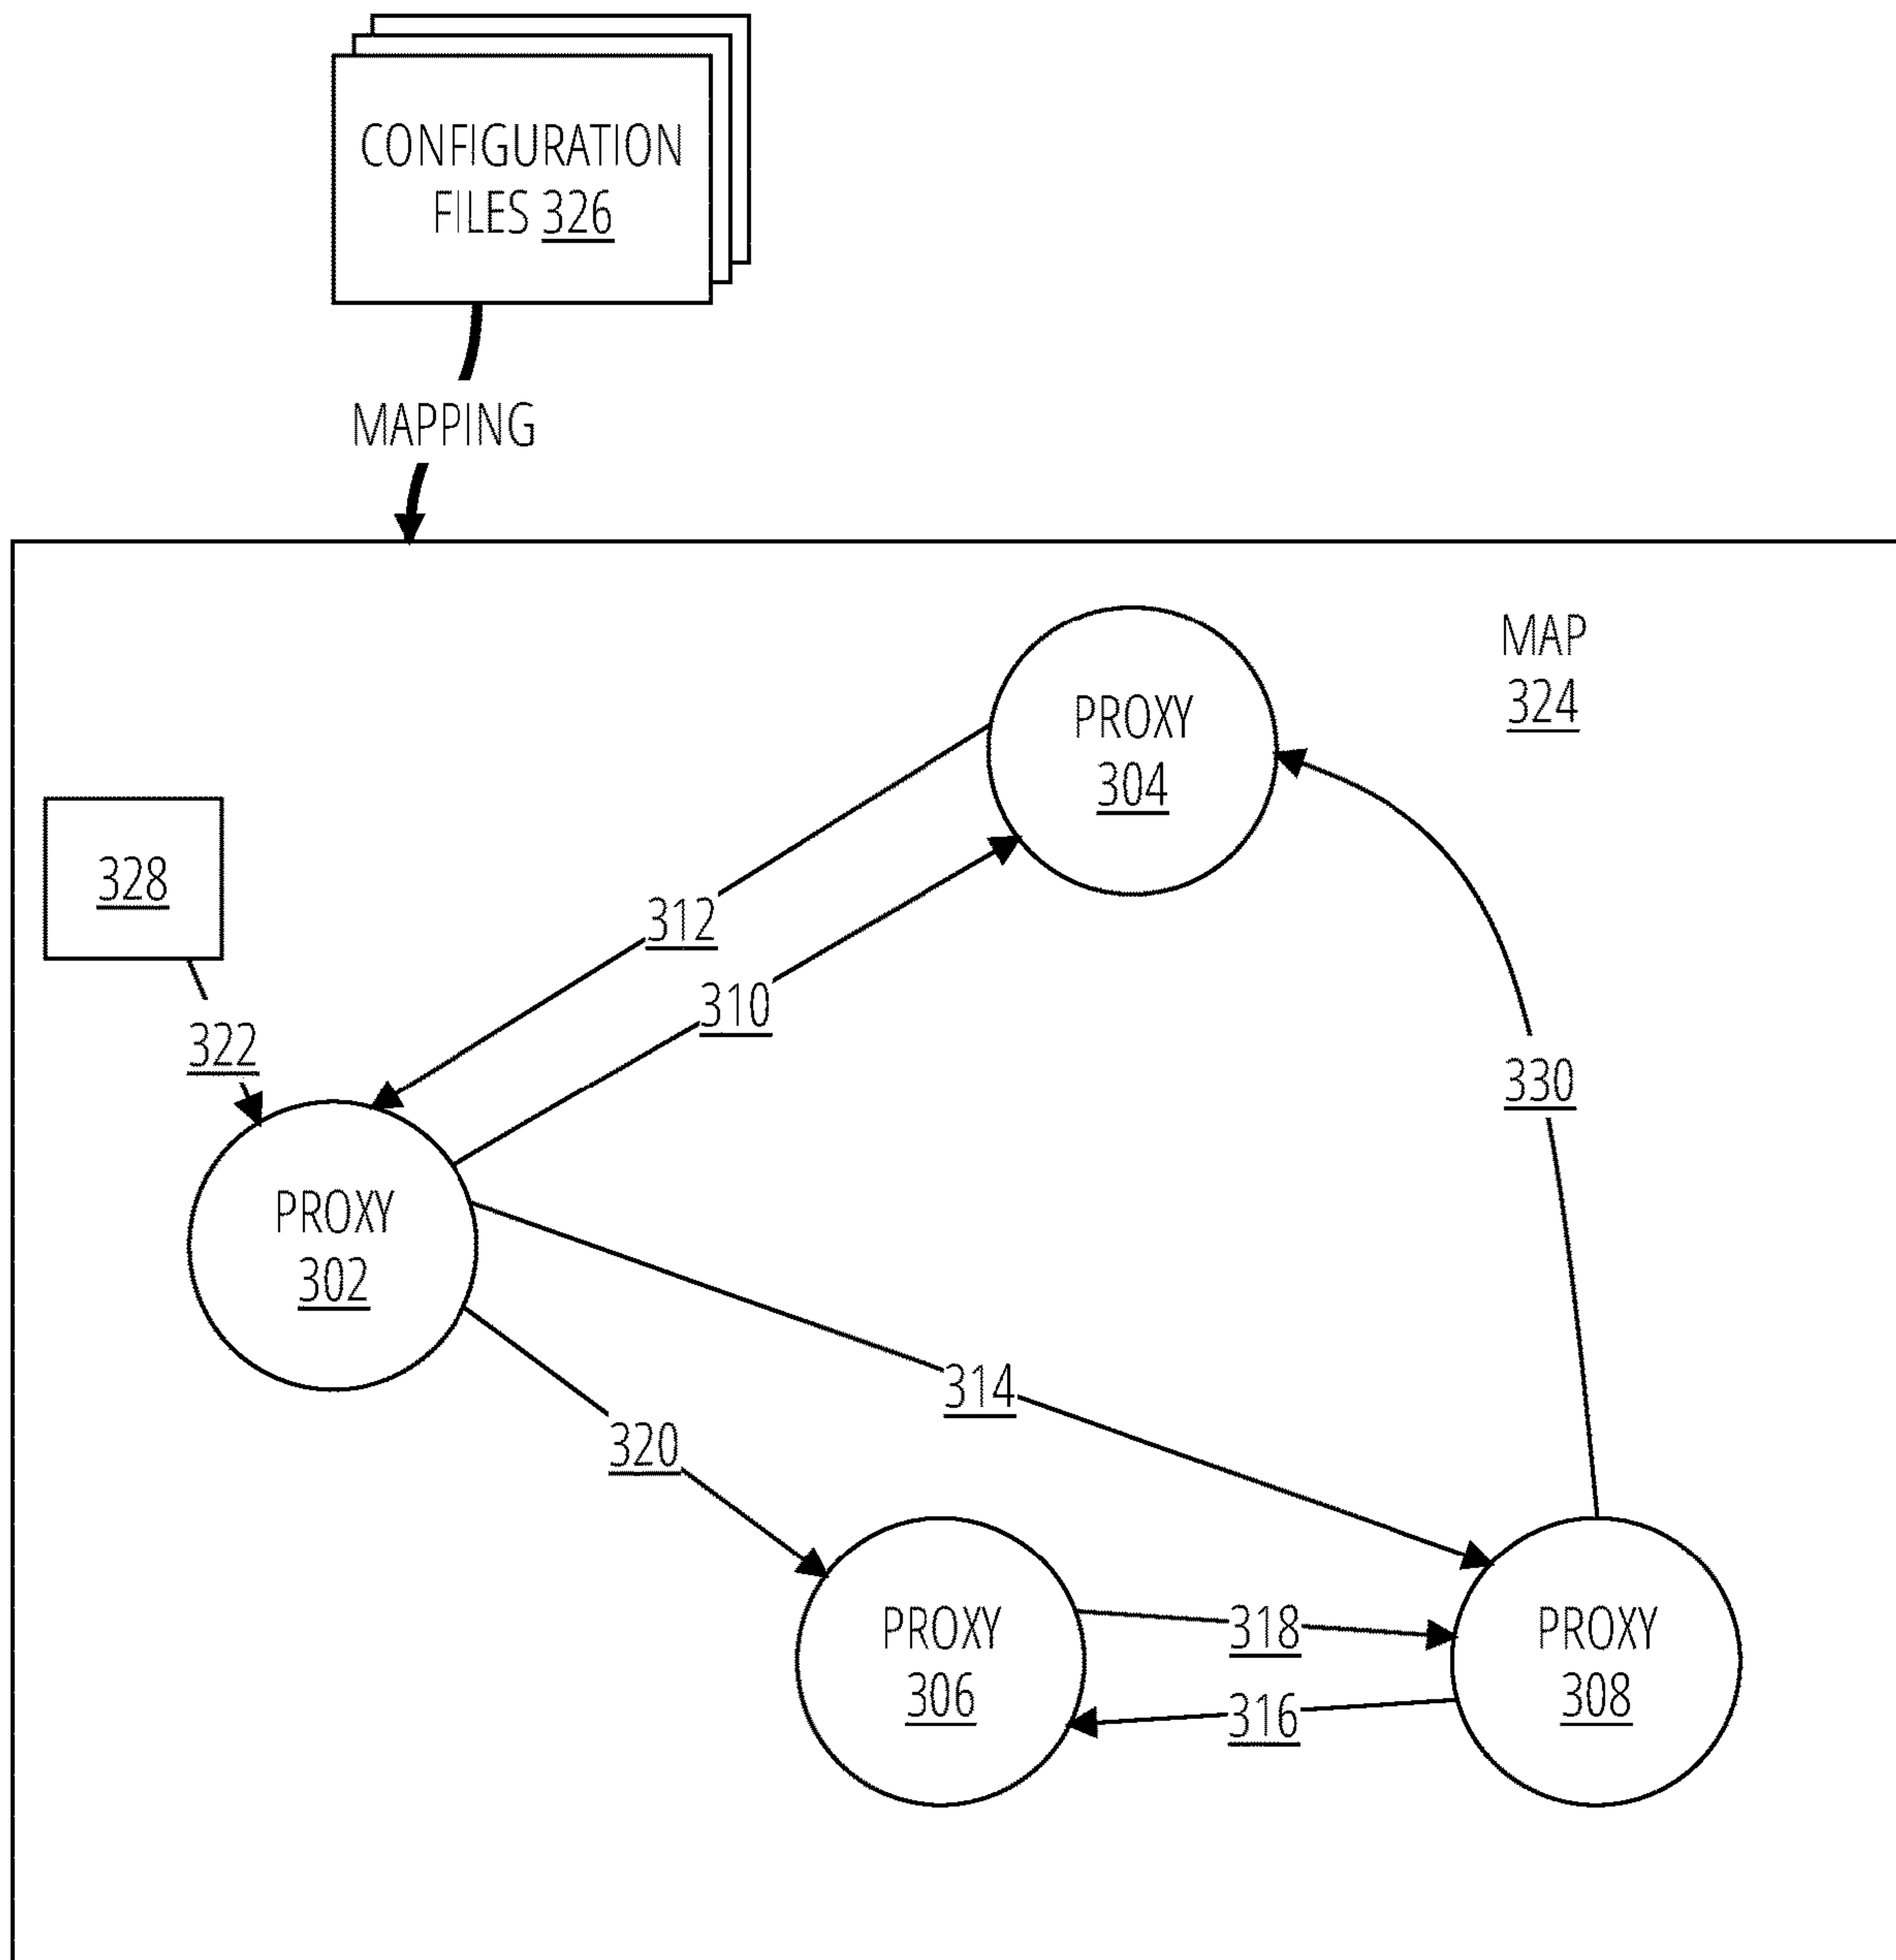 CONFIGURATION
FILES 326
MAPPING
MAP
324
PROXY
304
328
312
310
322
330
PROXY
302
314
320
PROXY
306
318
316
PROXY
308